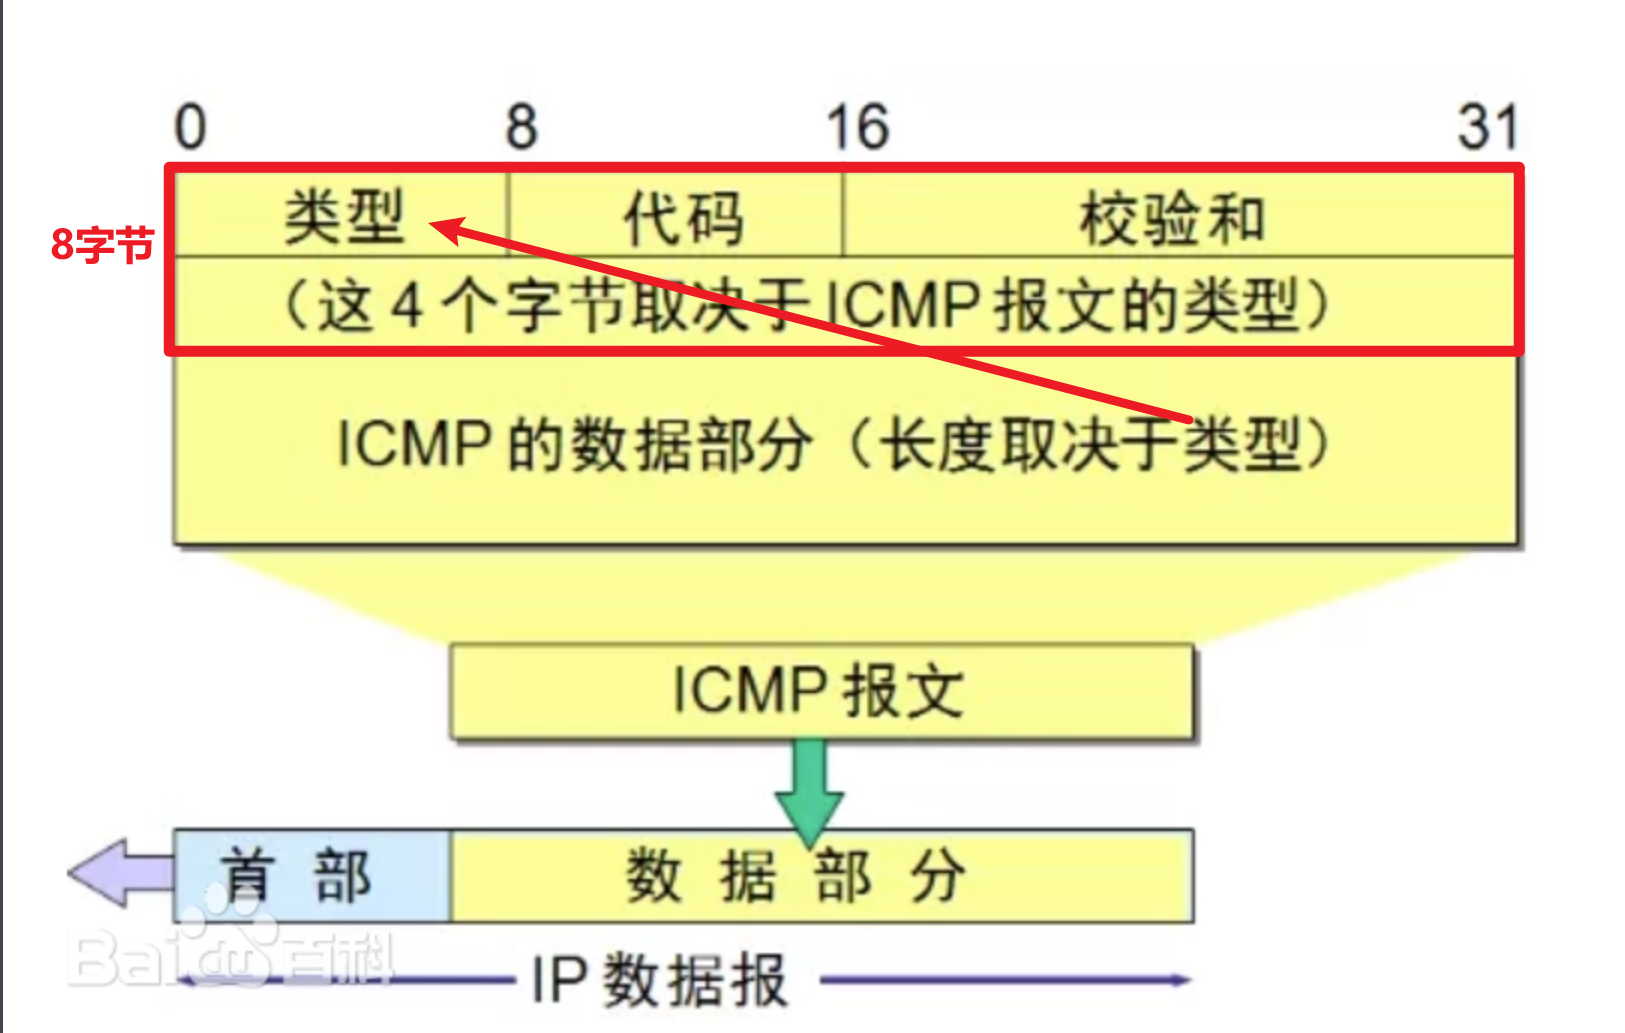 0 8 16 31
类型 代码 校验和
8字节
（这 4 个字节取决于 ICMP 报文的类型）
ICMP 的数据部分（长度取决于类型）
ICMP 报文
首部 数据部分
Baidu百科
IP 数据报